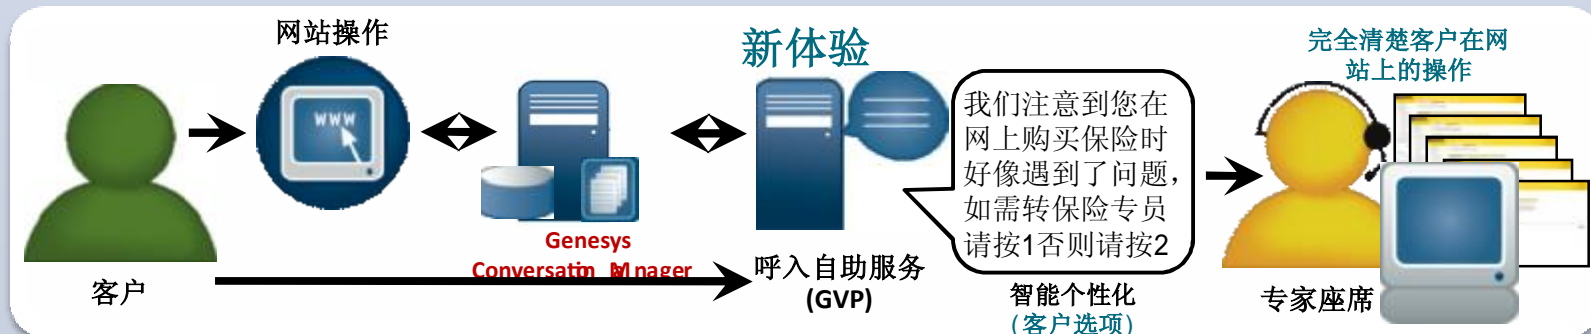 网站操作
新体验
完全清楚客户在网
站上的操作
www
我们注意到您在
网上购买保险时
好像遇到了问题，
如需转保险专员
请按1否则请按2
Genesys
Conversation Manager
客户
呼入自助服务
(GVP)
智能个性化
(客户选项)
专家座席